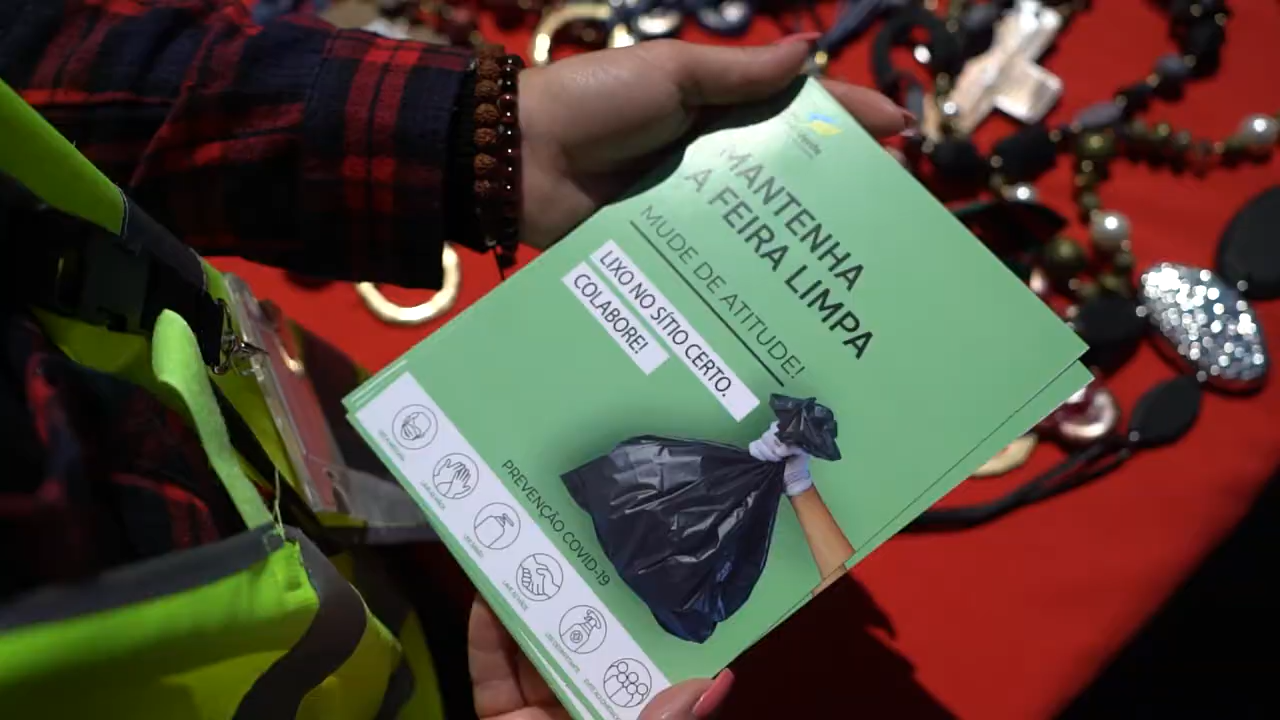 MANTENHA
A FEIRA LIMPA
MUDE DE ATITUDE!
LIXO NO SÍTIO CERTO.
COLABORE!
PREVENÇÃO COVID-19